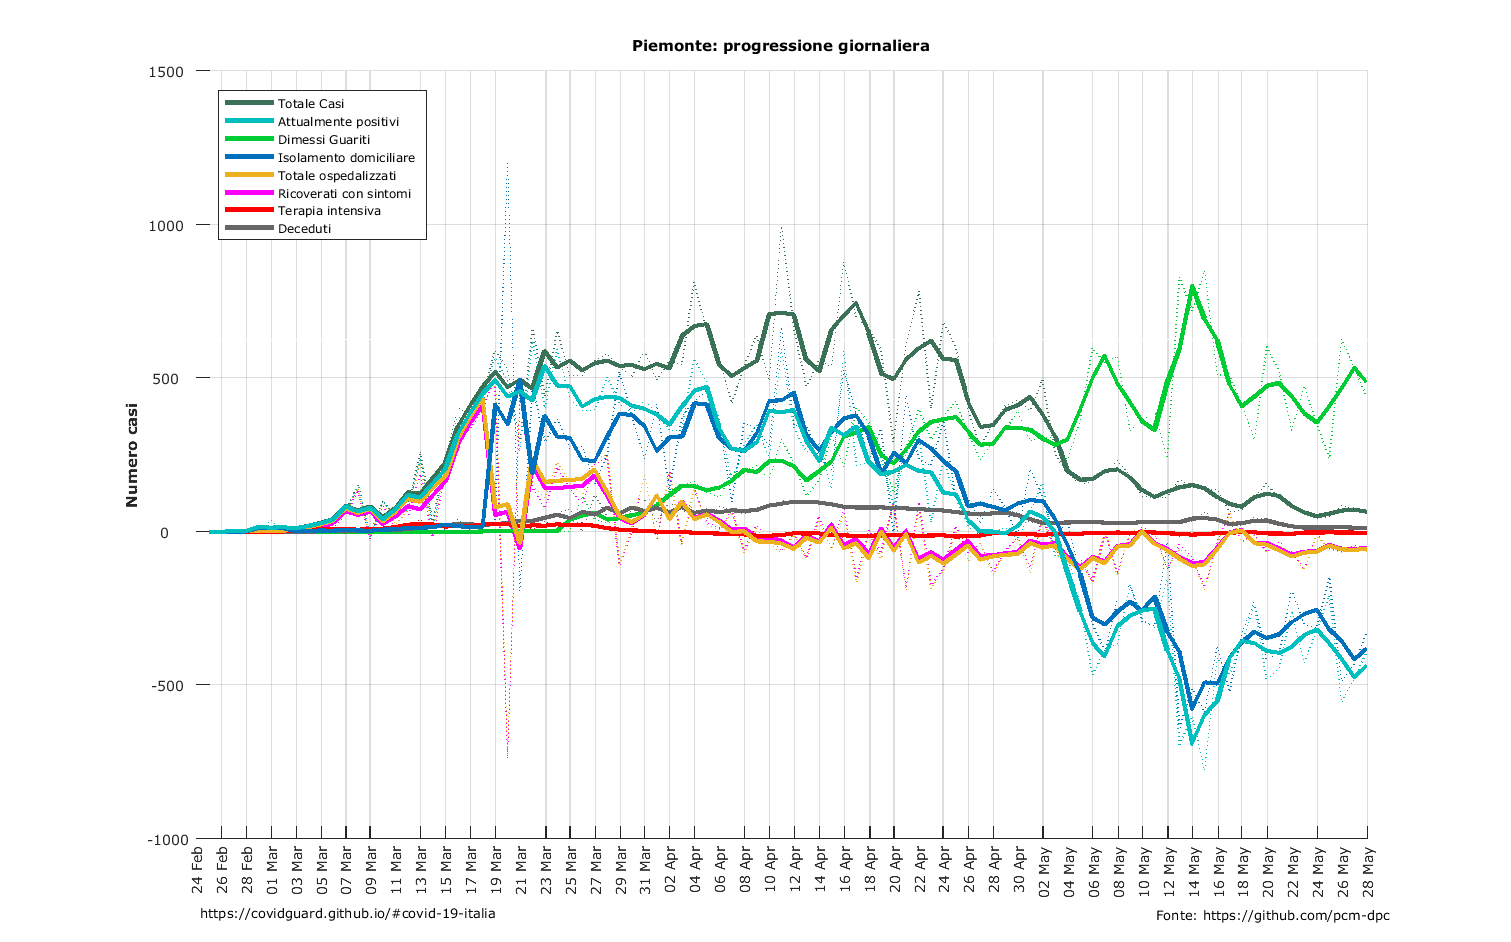 Piemonte: progressione giornaliera
1500
1000
500
0
-500
-1000
Numero casi
Totale Casi
Attualmente positivi
Dimessi Guariti
Isolamento domiciliare
Totale ospedalizzati
Ricoverati con sintomi
Terapia intensiva
Deceduti
24 Feb
26 Feb
28 Feb
01 Mar
03 Mar
05 Mar
07 Mar
09 Mar
11 Mar
13 Mar
15 Mar
17 Mar
19 Mar
21 Mar
23 Mar
25 Mar
27 Mar
29 Mar
31 Mar
02 Apr
04 Apr
06 Apr
08 Apr
10 Apr
12 Apr
14 Apr
16 Apr
18 Apr
20 Apr
22 Apr
24 Apr
26 Apr
28 Apr
30 Apr
02 May
04 May
06 May
08 May
10 May
12 May
14 May
16 May
18 May
20 May
22 May
24 May
26 May
28 May
https://covidguard.github.io/#covid-19-italia
Fonte: https://github.com/pcm-dpc